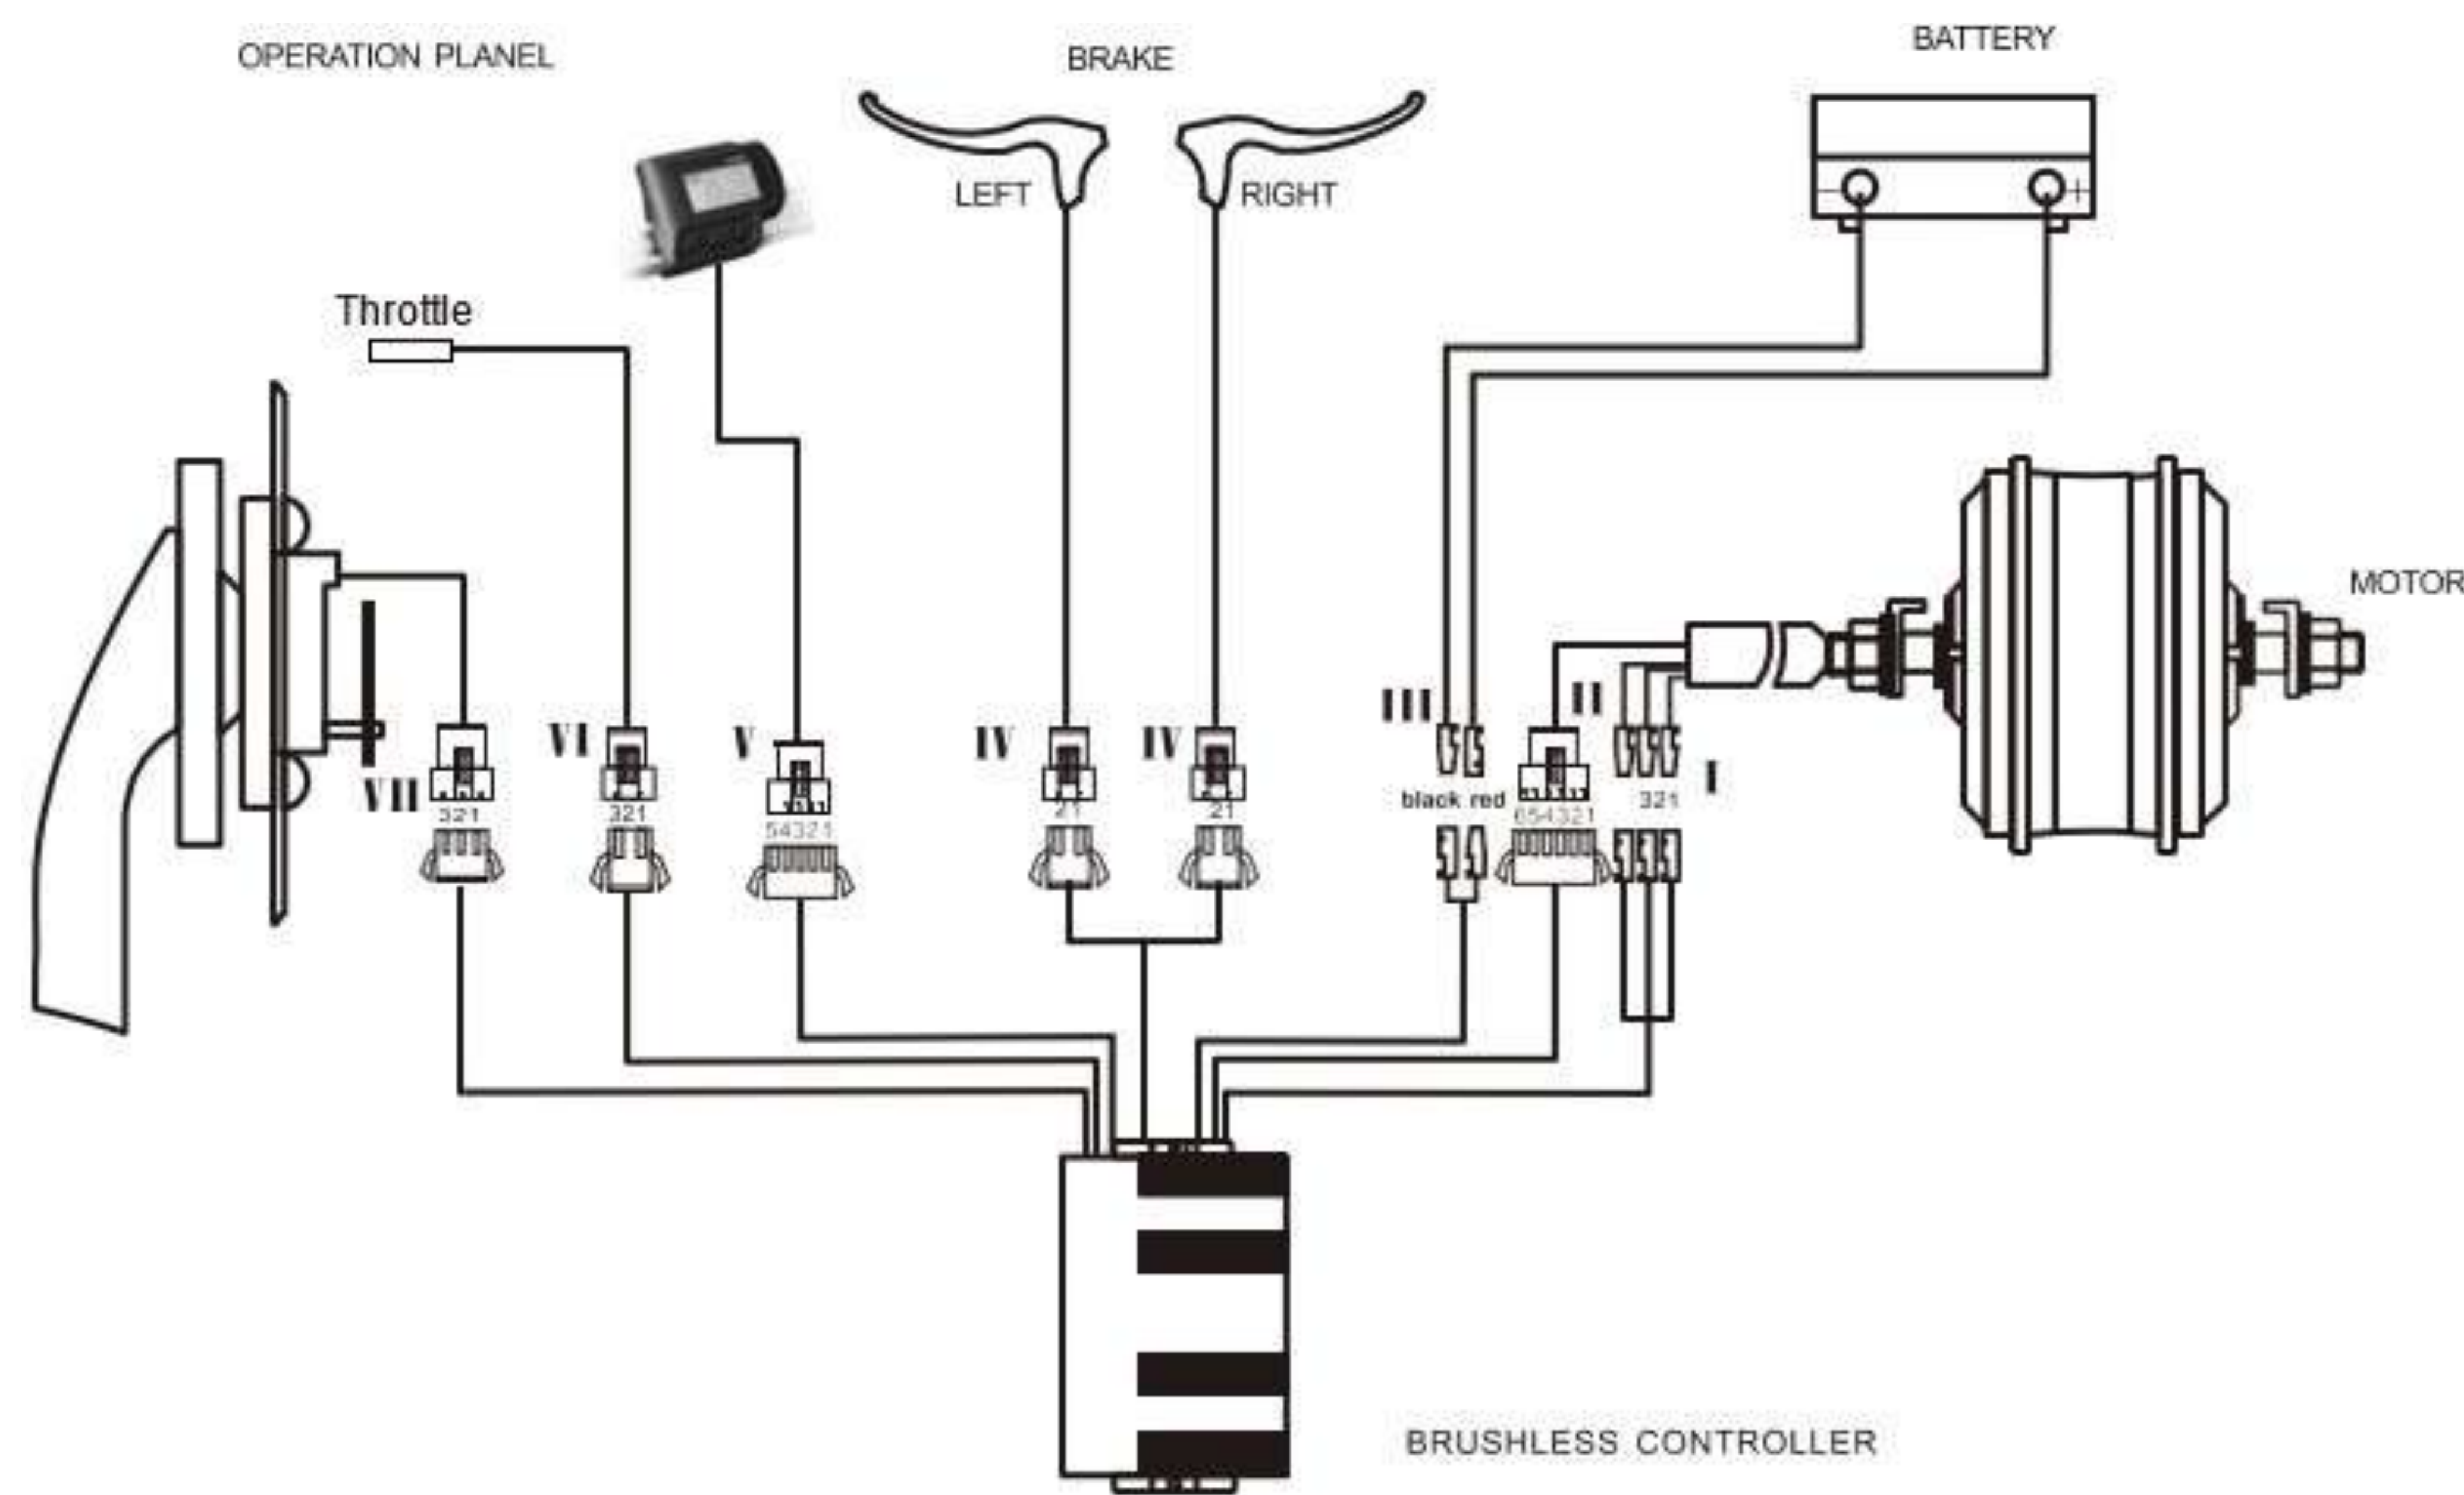 OPERATION PLANEL
BRAKE
BATTERY
LEFT
RIGHT
− +
Throttle
MOTOR
VII
VI
V
IV
IV
III
II
I
321
321
54321
21
21
black red
654321
321
BRUSHLESS CONTROLLER